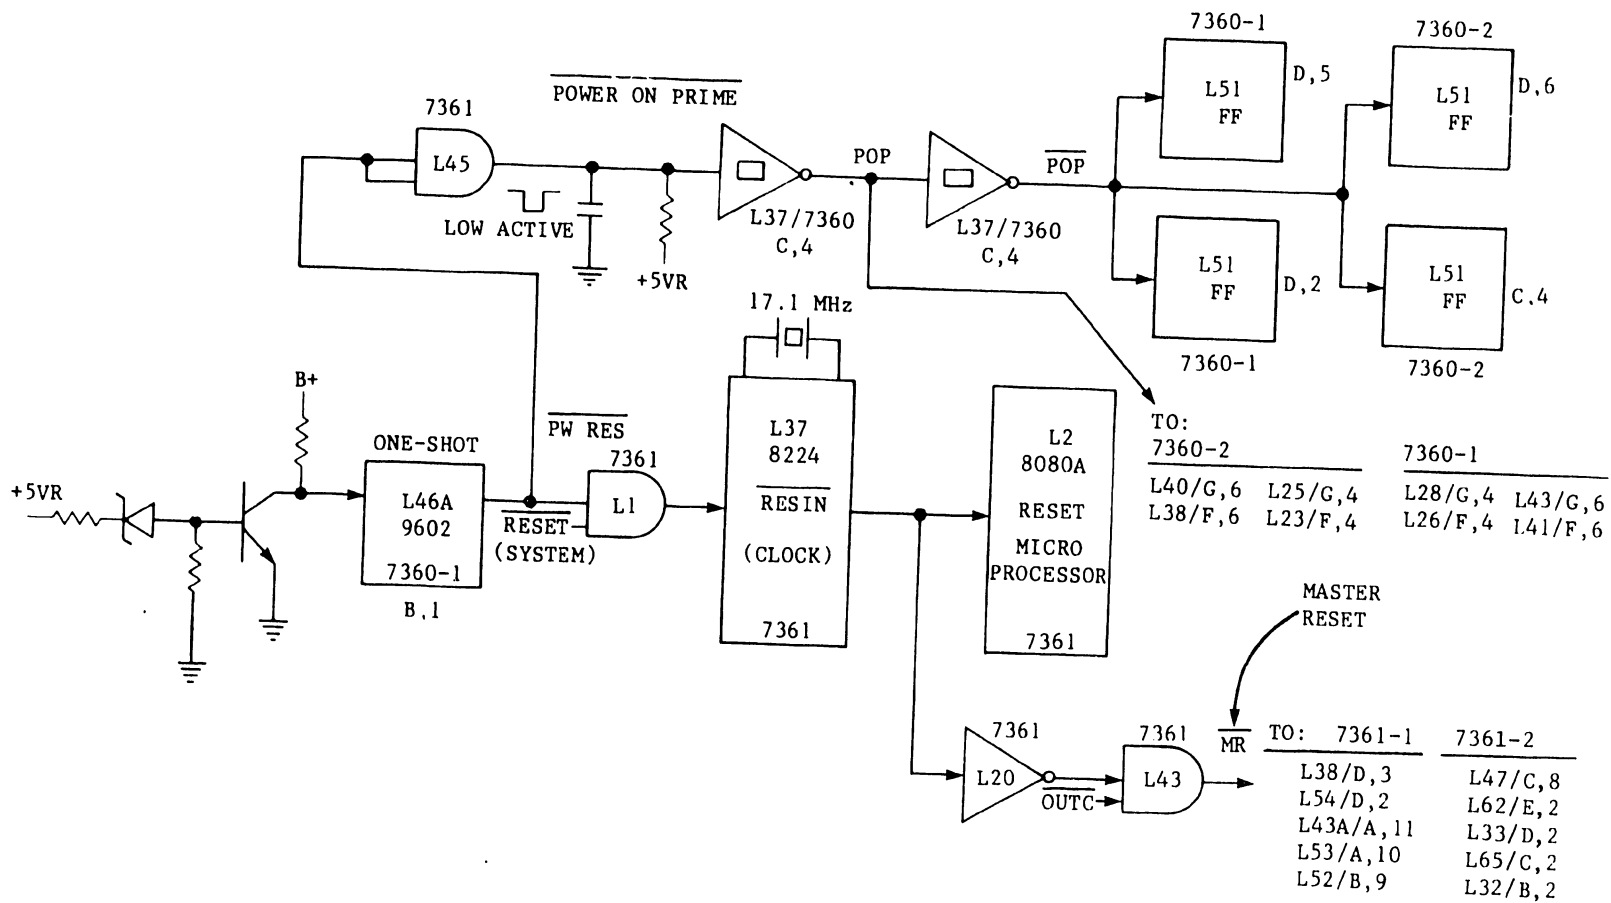 7360-1
7360-2
L51
FF
D,5
L51
FF
D,6
POWER ON PRIME
7361
L45
LOW ACTIVE
+5VR
L37/7360
C,4
POP
L37/7360
C,4
POP
L51
FF
D,2
7360-1
L51
FF
C,4
7360-2
17.1 MHz
B+
ONE-SHOT
L46A
9602
7360-1
B,1
+5VR
PW RES
7361
L1
RESET
(SYSTEM)
L37
8224
RESIN
(CLOCK)
7361
L2
8080A
RESET
MICRO
PROCESSOR
7361
TO:
7360-2
L40/G,6 L25/G,4
L38/F,6 L23/F,4
7360-1
L28/G,4 L43/G,6
L26/F,4 L41/F,6
MASTER
RESET
7361
L20
OUTC
7361
L43
MR
TO: 7361-1 7361-2
L38/D,3 L47/C,8
L54/D,2 L62/E,2
L43A/A,11 L33/D,2
L53/A,10 L65/C,2
L52/B,9 L32/B,2